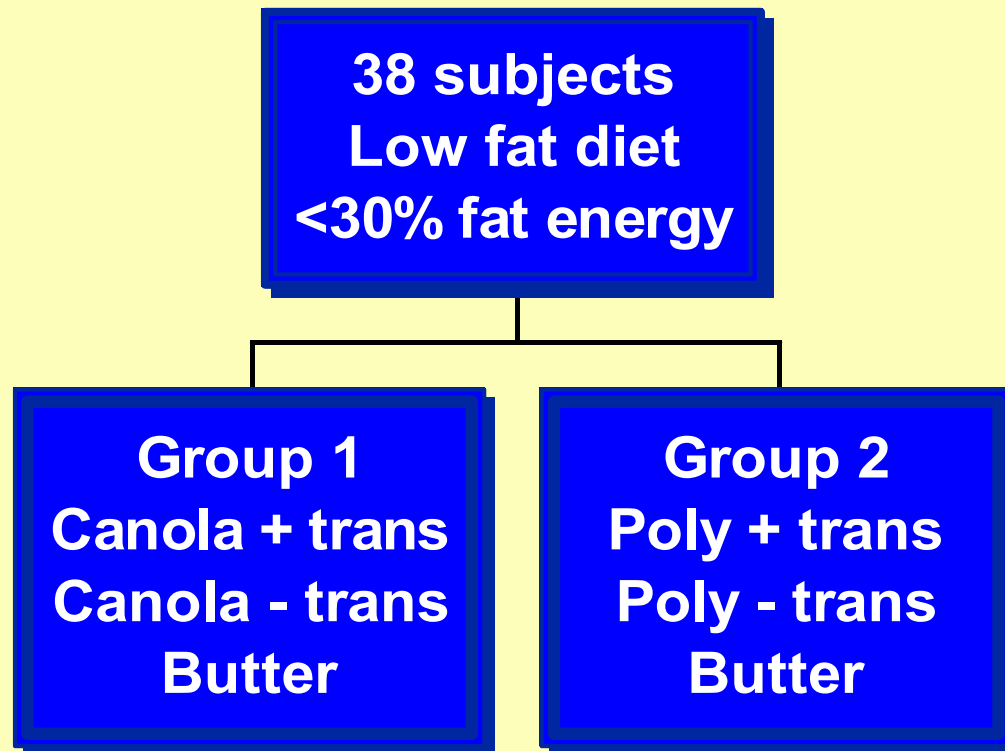 38 subjects
Low fat diet
<30% fat energy
Group 1
Canola + trans
Canola - trans
Butter
Group 2
Poly + trans
Poly - trans
Butter